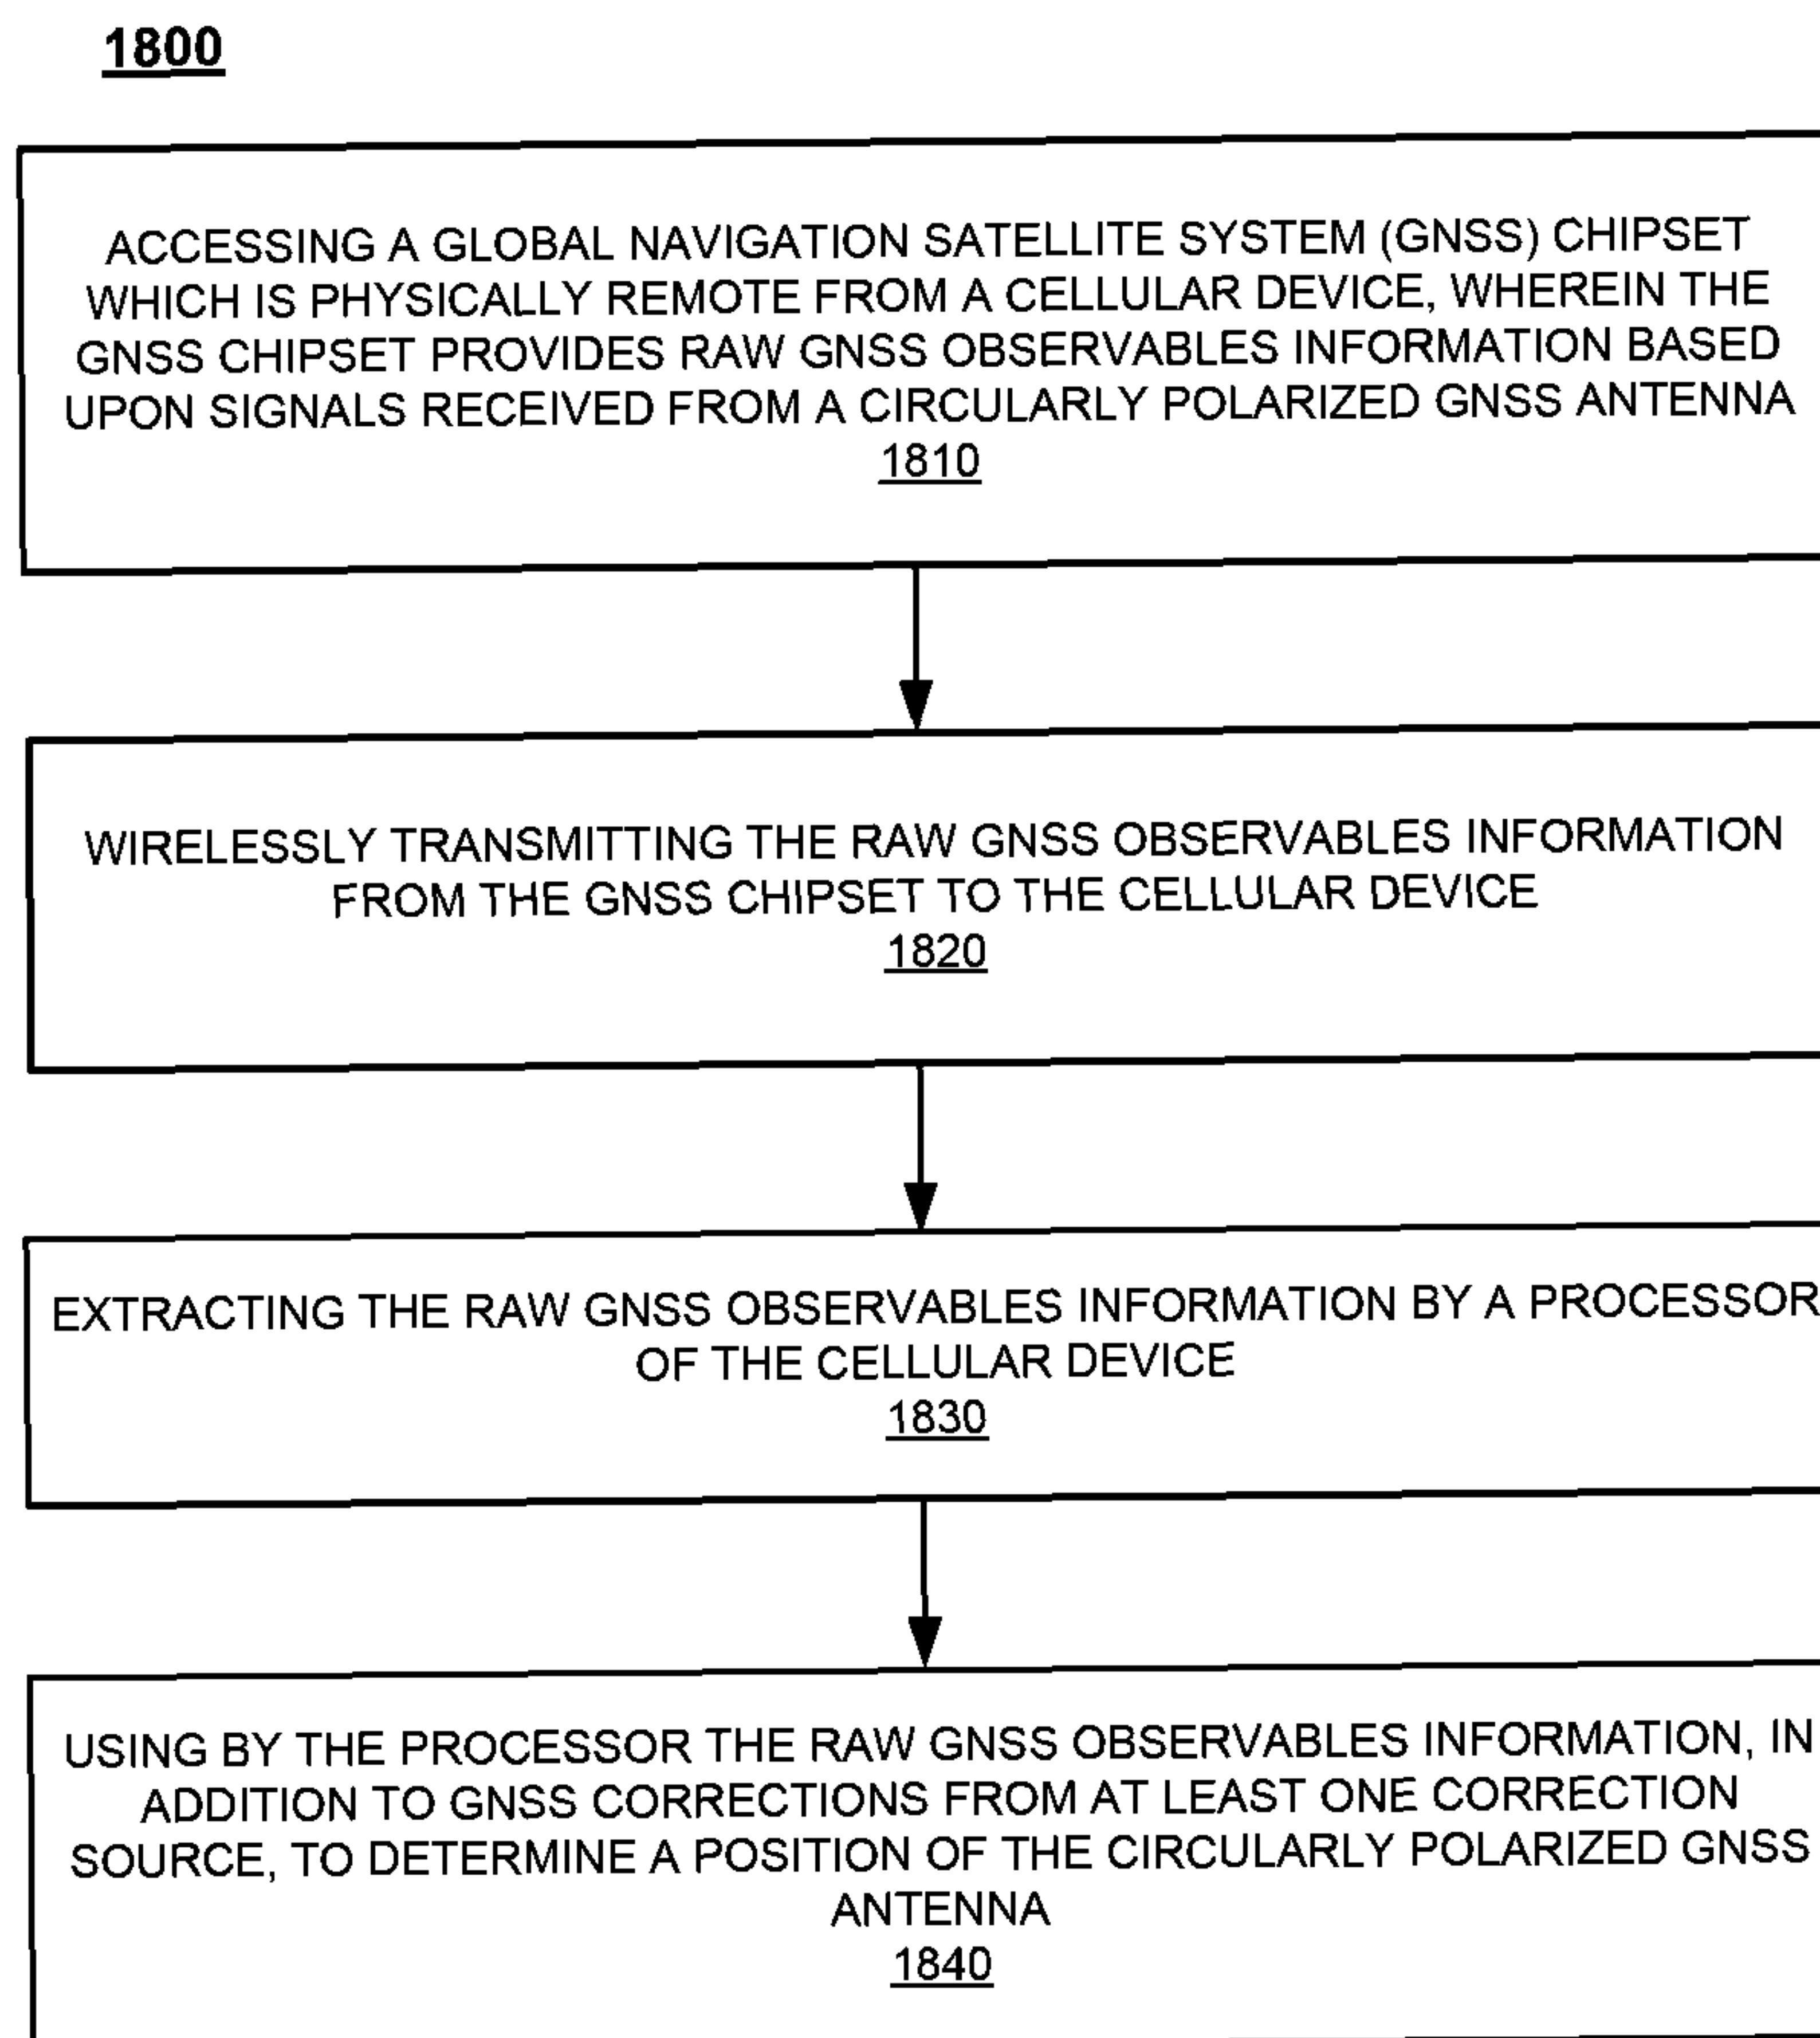 1800
ACCESSING A GLOBAL NAVIGATION SATELLITE SYSTEM (GNSS) CHIPSET
WHICH IS PHYSICALLY REMOTE FROM A CELLULAR DEVICE, WHEREIN THE
GNSS CHIPSET PROVIDES RAW GNSS OBSERVABLES INFORMATION BASED
UPON SIGNALS RECEIVED FROM A CIRCULARLY POLARIZED GNSS ANTENNA
1810
WIRELESSLY TRANSMITTING THE RAW GNSS OBSERVABLES INFORMATION
FROM THE GNSS CHIPSET TO THE CELLULAR DEVICE
1820
EXTRACTING THE RAW GNSS OBSERVABLES INFORMATION BY A PROCESSOR
OF THE CELLULAR DEVICE
1830
USING BY THE PROCESSOR THE RAW GNSS OBSERVABLES INFORMATION, IN
ADDITION TO GNSS CORRECTIONS FROM AT LEAST ONE CORRECTION
SOURCE, TO DETERMINE A POSITION OF THE CIRCULARLY POLARIZED GNSS
ANTENNA
1840